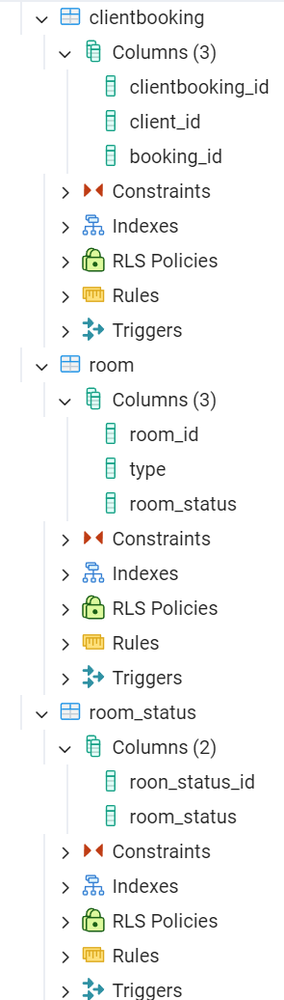 clientbooking
Columns (3)
clientbooking_id
client_id
booking_id
Constraints
Indexes
RLS Policies
Rules
Triggers
room
Columns (3)
room_id
type
room_status
Constraints
Indexes
RLS Policies
Rules
Triggers
room_status
Columns (2)
roon_status_id
room_status
Constraints
Indexes
RLS Policies
Rules
Triggers